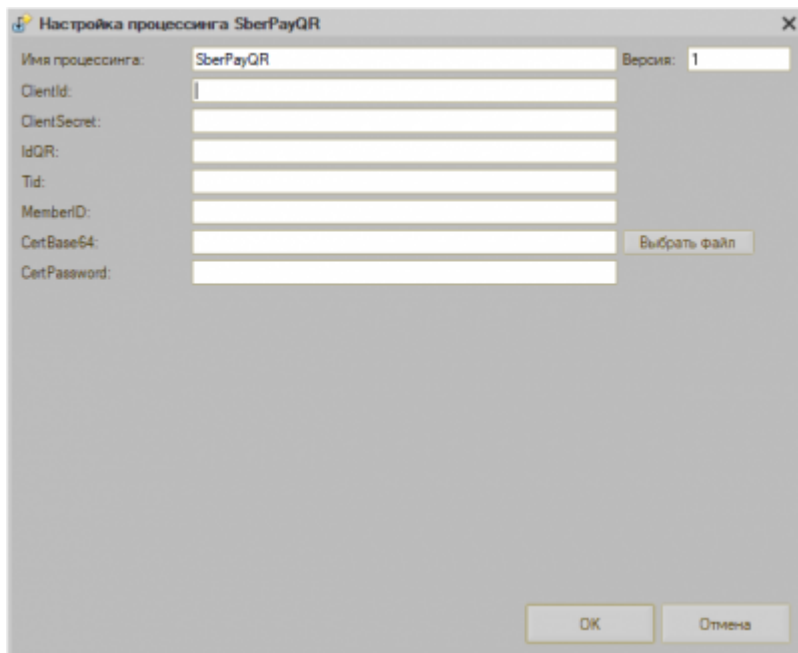 Настройка процессинга SberPayQR
Имя процессинга: SberPayQR Версия: 1
ClientId:
ClientSecret:
IdQR:
Tid:
MemberID:
CertBase64: Выбрать файл
CertPassword:
OK Отмена